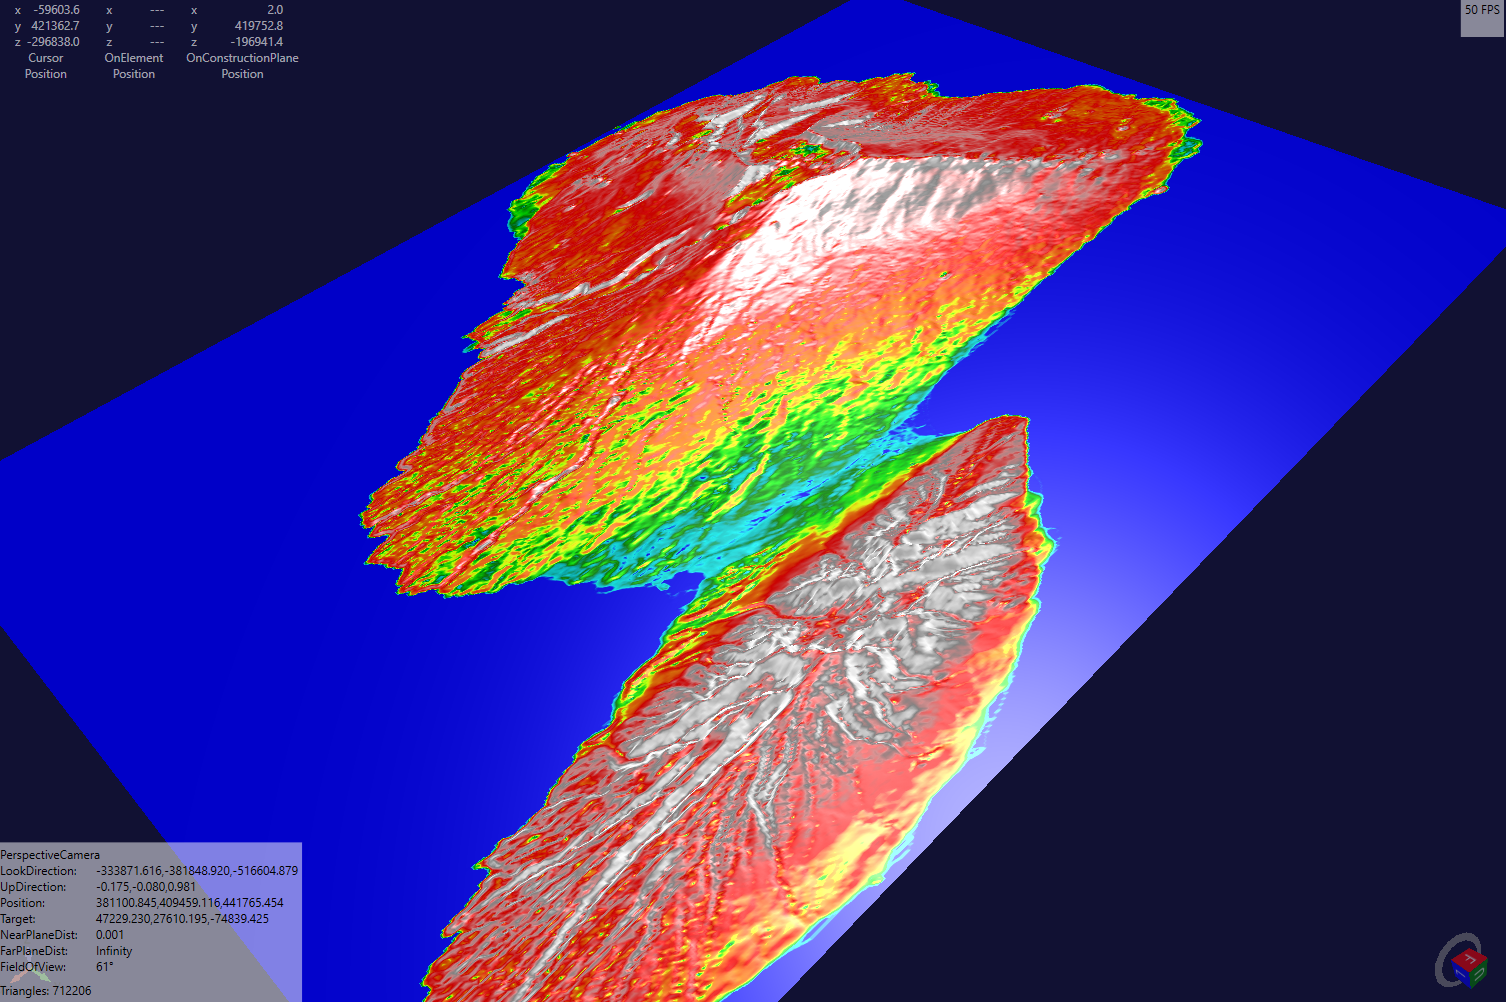 x -59603.6 x --- x 2.0
y 421362.7 y --- y 419752.8
z -296838.0 z --- z -196941.4
Cursor OnElement OnConstructionPlane
Position Position Position
50 FPS
PerspectiveCamera
LookDirection: -333871.616,-381848.920,-516604.879
UpDirection: -0.175,-0.080,0.981
Position: 381100.845,409459.116,441765.454
Target: 47229.230,27610.195,-74839.425
NearPlaneDist: 0.001
FarPlaneDist: Infinity
FieldOfView: 61°
Triangles: 712206